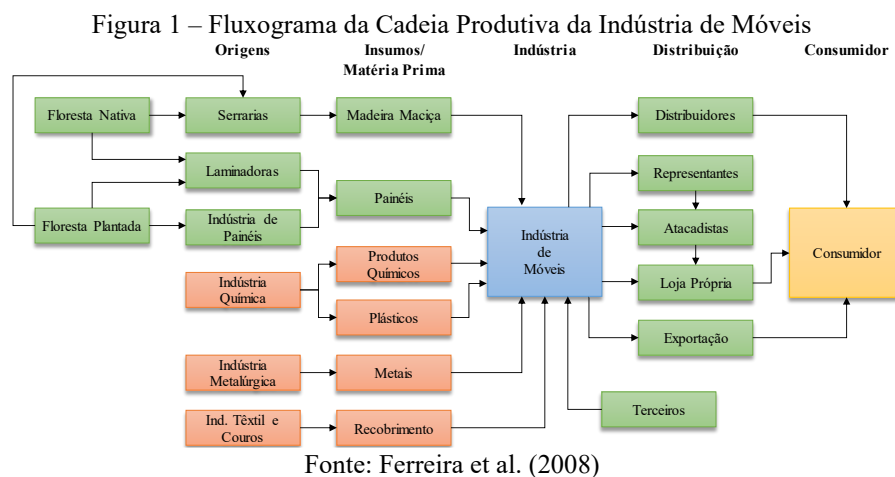 Figura 1 – Fluxograma da Cadeia Produtiva da Indústria de Móveis
Origens
Insumos/
Matéria Prima
Indústria
Distribuição
Consumidor
Floresta Nativa
Serrarias
Madeira Maciça
Distribuidores
Laminadoras
Representantes
Painéis
Floresta Plantada
Indústria de
Painéis
Indústria
de
Móveis
Atacadistas
Consumidor
Indústria
Química
Produtos
Químicos
Loja Própria
Plásticos
Exportação
Indústria
Metalúrgica
Metais
Terceiros
Ind. Têxtil e
Couros
Recobrimento
Fonte: Ferreira et al. (2008)